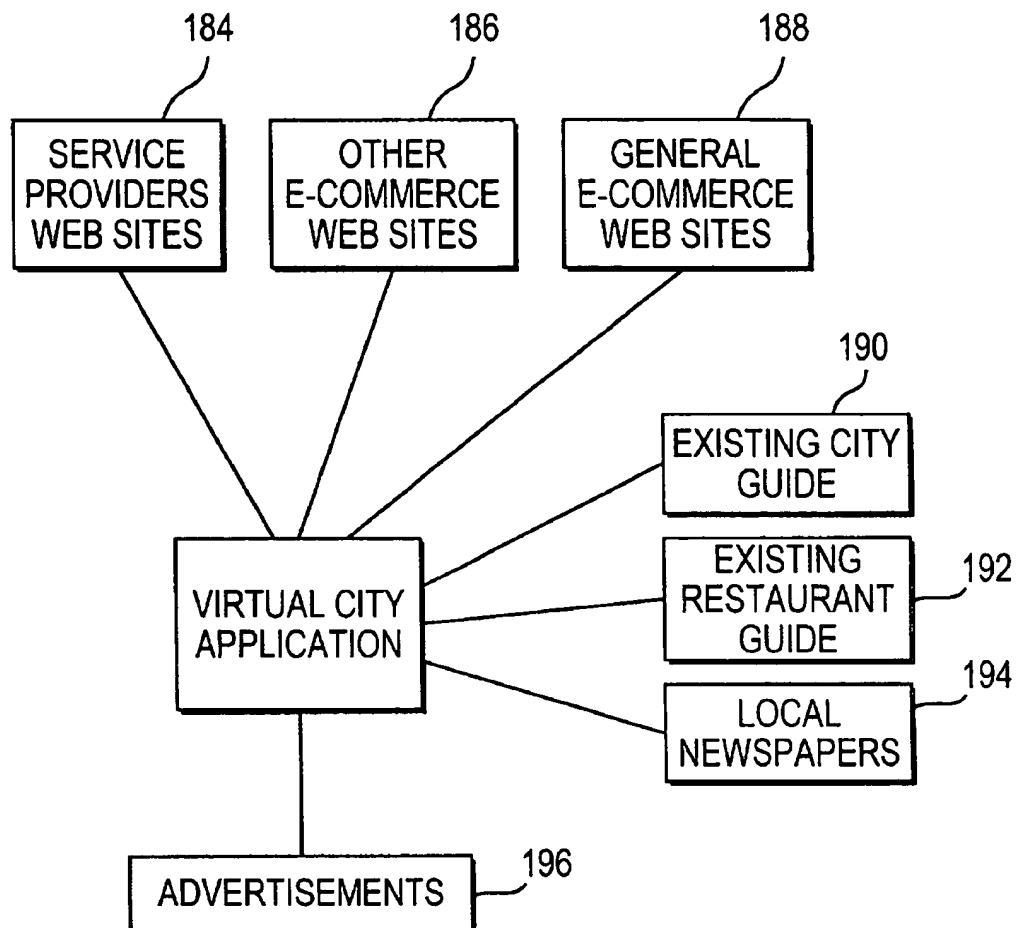 184
186
188
SERVICE
PROVIDERS
WEB SITES
OTHER
E-COMMERCE
WEB SITES
GENERAL
E-COMMERCE
WEB SITES
190
EXISTING CITY
GUIDE
VIRTUAL CITY
APPLICATION
EXISTING
RESTAURANT
GUIDE
192
194
LOCAL
NEWSPAPERS
ADVERTISEMENTS
196